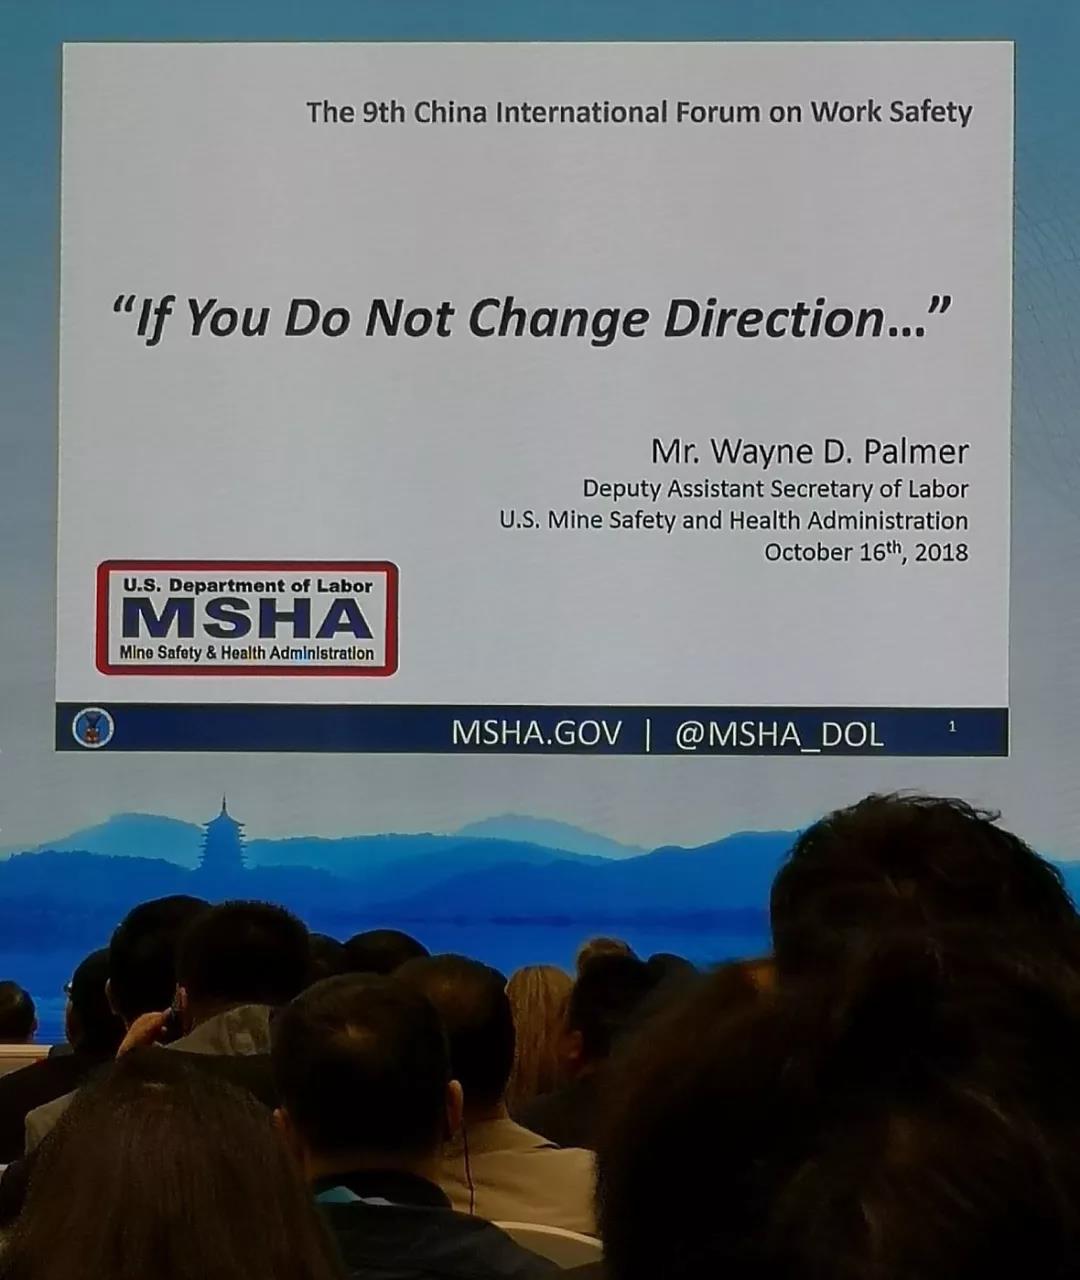 The 9th China International Forum on Work Safety
“If You Do Not Change Direction...”
Mr. Wayne D. Palmer
Deputy Assistant Secretary of Labor
U.S. Mine Safety and Health Administration
October 16th, 2018
U.S. Department of Labor
MSHA
Mine Safety & Health Administration
MSHA.GOV | @MSHA_DOL 1